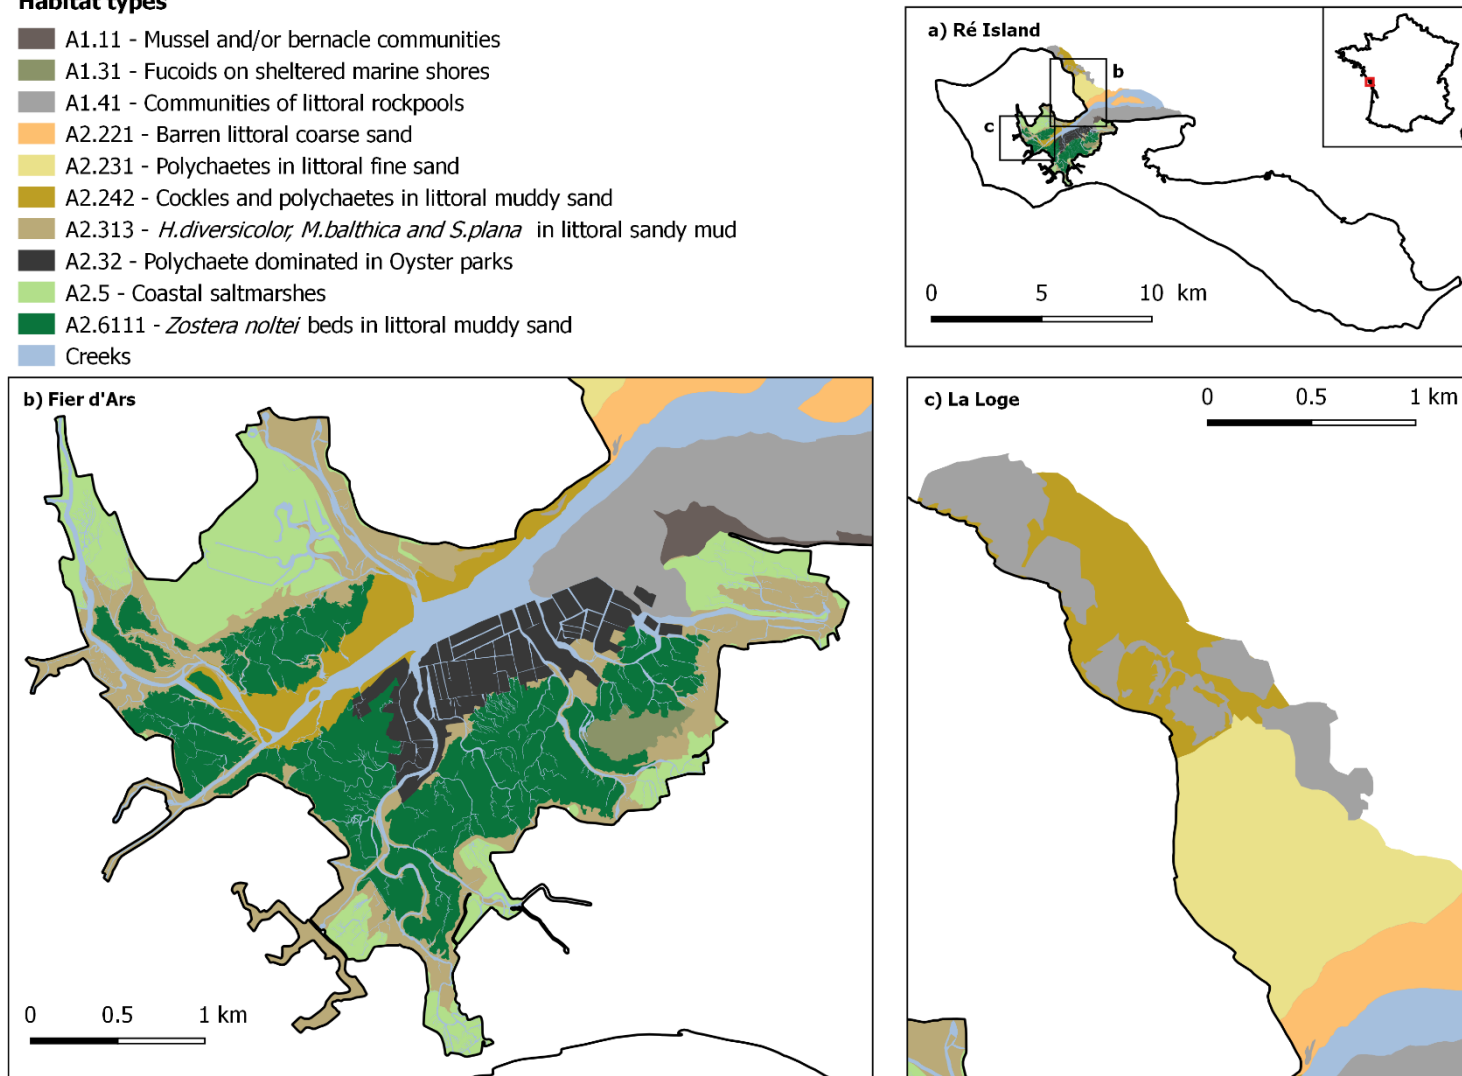 Habitat types
A1.11 - Mussel and/or bernacle communities
A1.31 - Fucoids on sheltered marine shores
A1.41 - Communities of littoral rockpools
A2.221 - Barren littoral coarse sand
A2.231 - Polychaetes in littoral fine sand
A2.242 - Cockles and polychaetes in littoral muddy sand
A2.313 - H.diversicolor, M.balthica and S.plana in littoral sandy mud
A2.32 - Polychaete dominated in Oyster parks
A2.5 - Coastal saltmarshes
A2.6111 - Zostera noltei beds in littoral muddy sand
Creeks
a) Ré Island
b
c
0 5 10 km
b) Fier d'Ars
0 0.5 1 km
c) La Loge
0 0.5 1 km